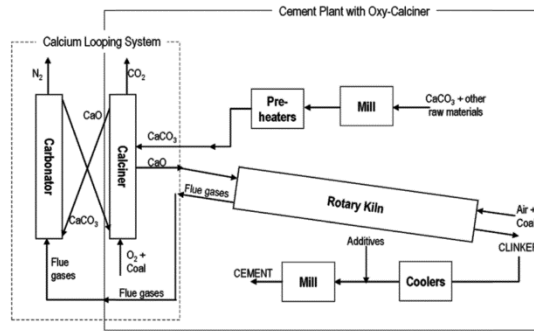 Cement Plant with Oxy-Calciner
Calcium Looping System
N2
CO2
CaO
Carbonator
Calciner
CaCO3
CaO
CaCO3
Pre-
heaters
Mill
CaCO3 + other
raw materials
Flue gases
Rotary Kiln
Air +
Coal
CLINKER
O2 +
Coal
Flue
gases
Flue gases
Additives
CEMENT
Mill
Coolers